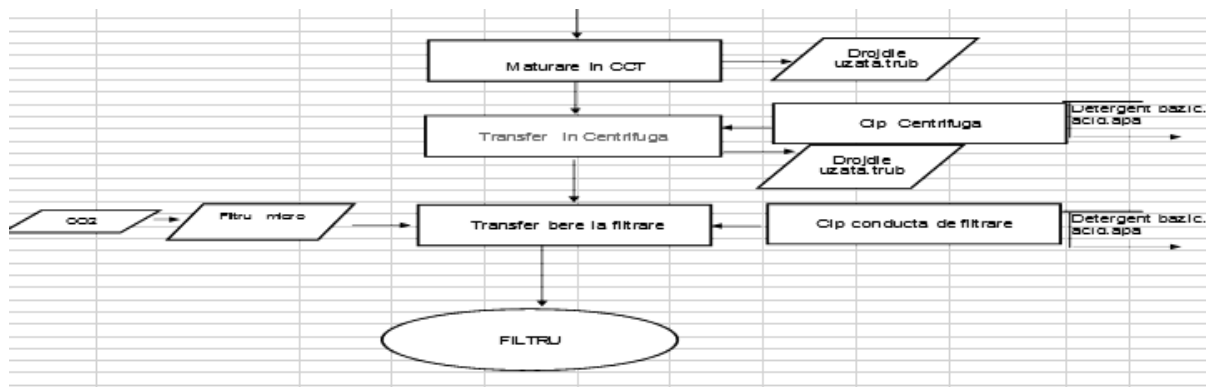 Maturare in CCT
Drojdie
uzata.trub
Transfer in Centrifuga
Cip Centrifuga
Detergent bazic.
acid.apa
Drojdie
uzata.trub
CO2
Filtru micro
Transfer bere la filtrare
Cip conducta de filtrare
Detergent bazic.
acid.apa
FILTRU